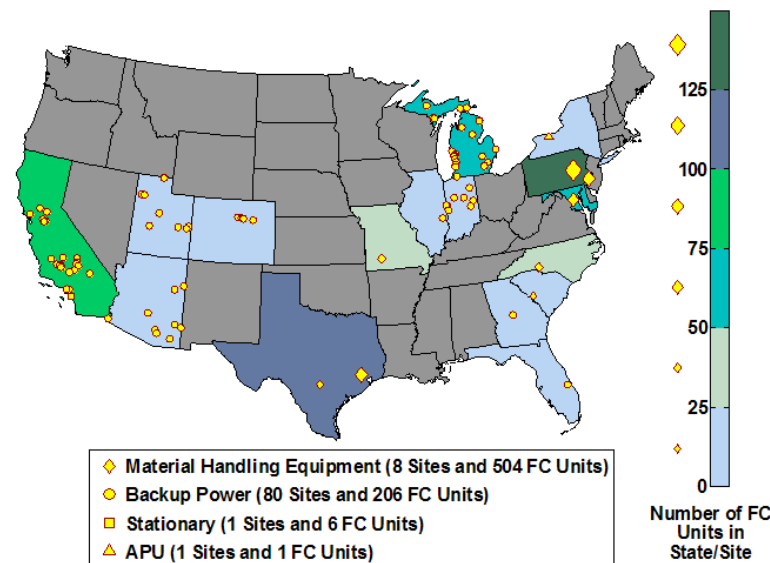 100
75
50
25
0
Number of FC
Units in
State/Site
Material Handling Equipment (8 Sites and 504 FC Units)
Backup Power (80 Sites and 206 FC Units)
Stationary (1 Sites and 6 FC Units)
APU (1 Sites and 1 FC Units)